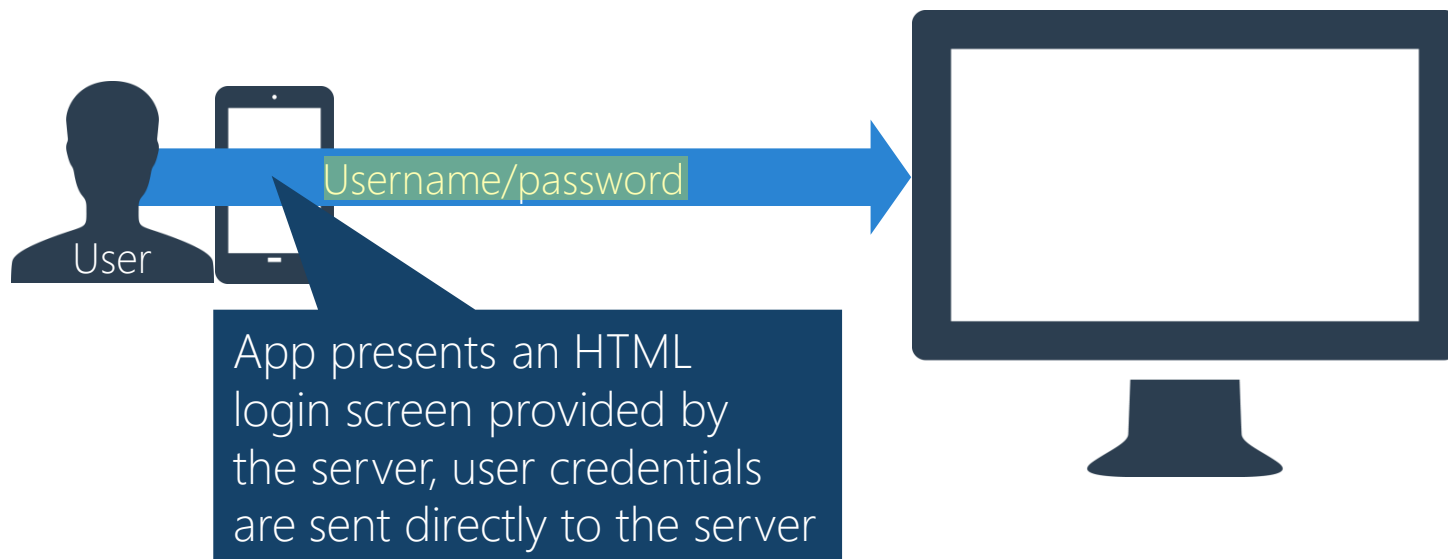 Username/password
User
App presents an HTML
login screen provided by
the server, user credentials
are sent directly to the server